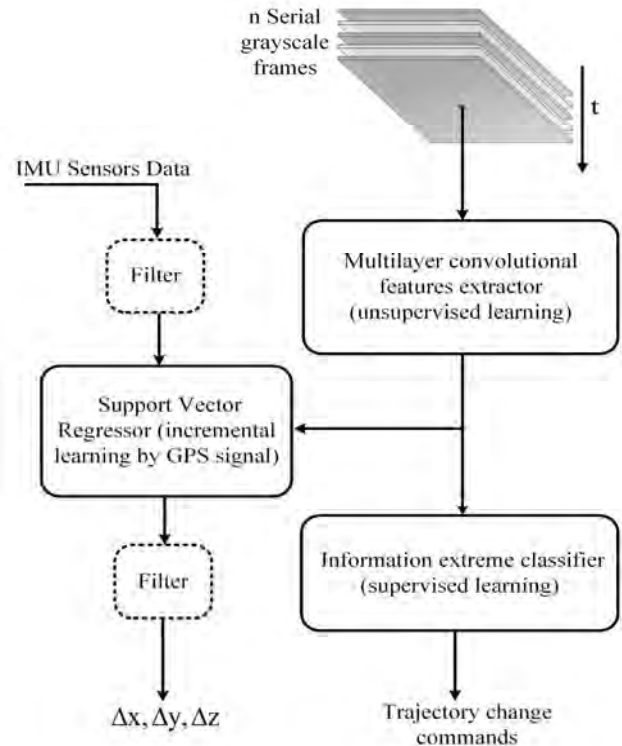 n Serial
grayscale
frames
t
IMU Sensors Data
Filter
Multilayer convolutional
features extractor
(unsupervised learning)
Support Vector
Regressor (incremental
learning by GPS signal)
Filter
Information extreme classifier
(supervised learning)
Δx, Δy, Δz
Trajectory change
commands